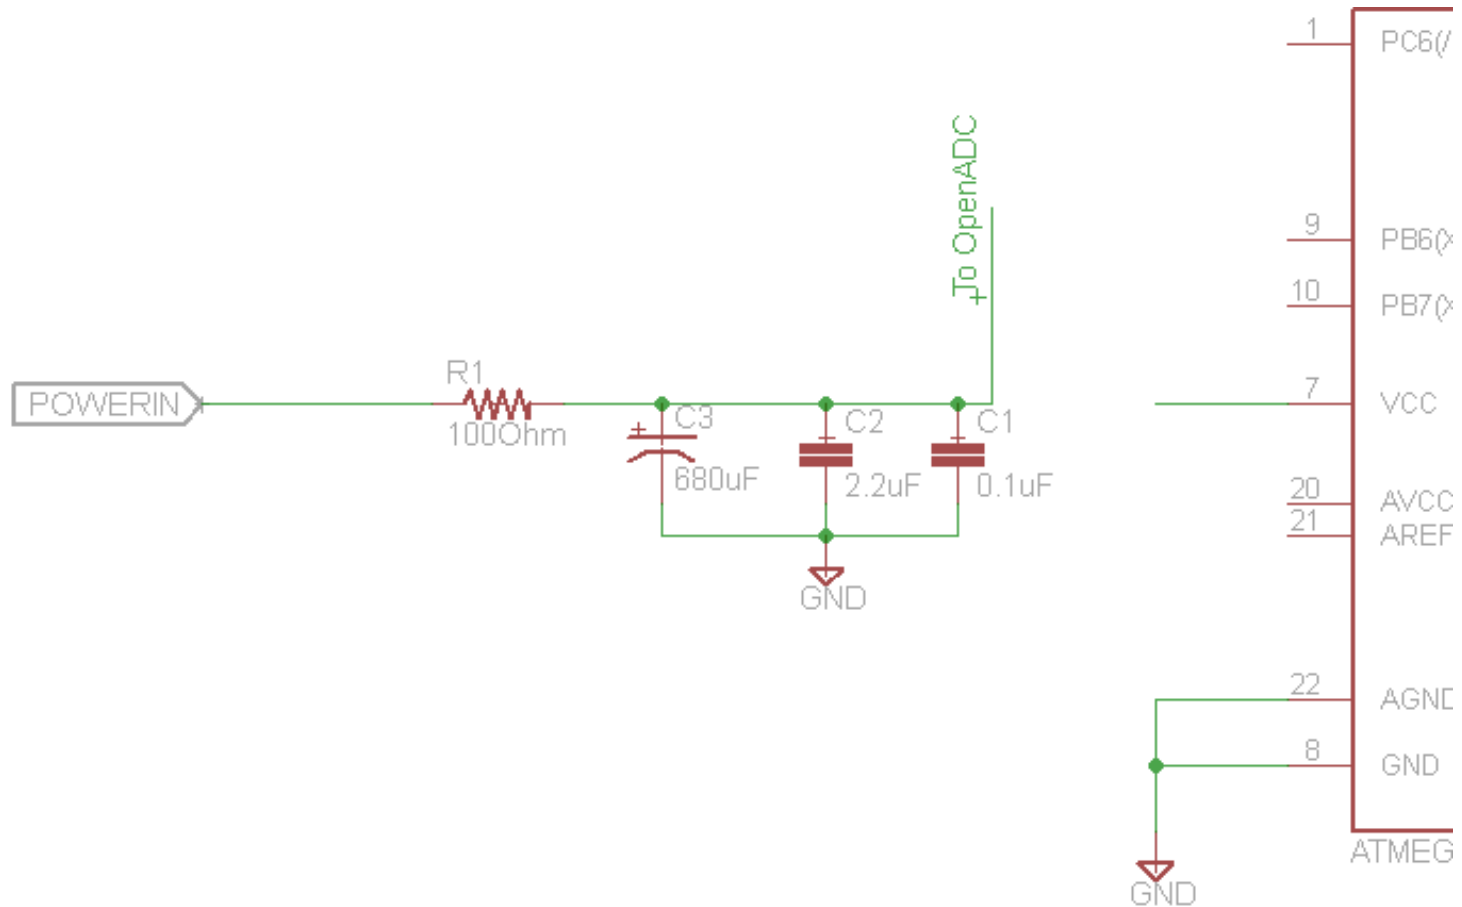 1
PC6(/
To OpenADC
9
PB6(
10
PB7(
R1
POWERIN
100Ohm
C3
680uF
C2
2.2uF
C1
0.1uF
7
VCC
20
AVCC
21
AREF
GND
22
AGND
8
GND
ATMEG
GND